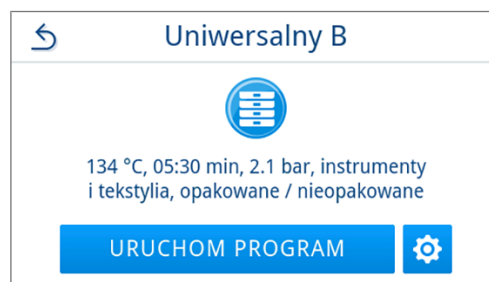 Uniwersalny B
134 °C, 05:30 min, 2.1 bar, instrumenty
i tekstylia, opakowane / nieopakowane
URUCHOM PROGRAM